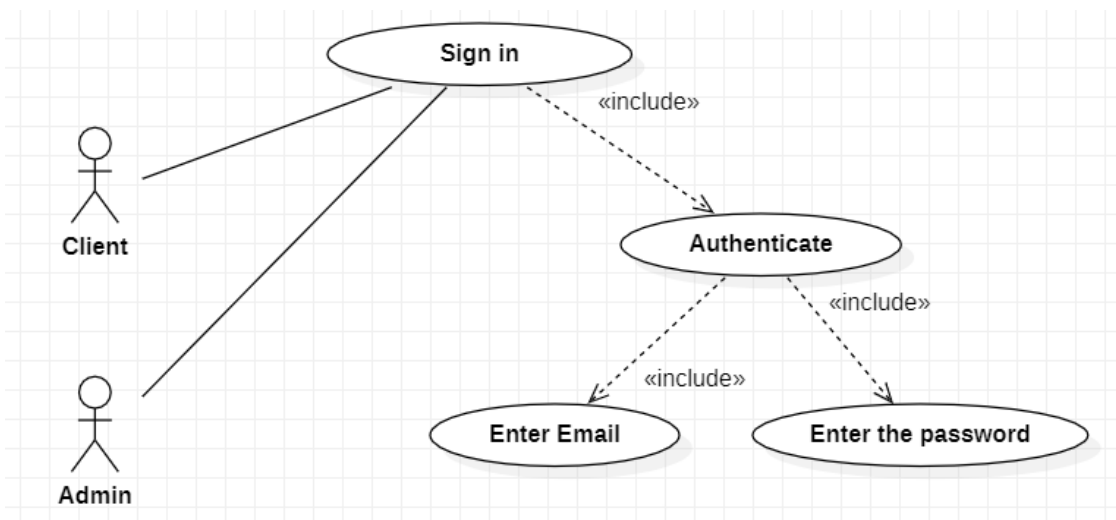 Sign in
«include»
Client
Authenticate
«include»
«include»
Enter Email
Enter the password
Admin